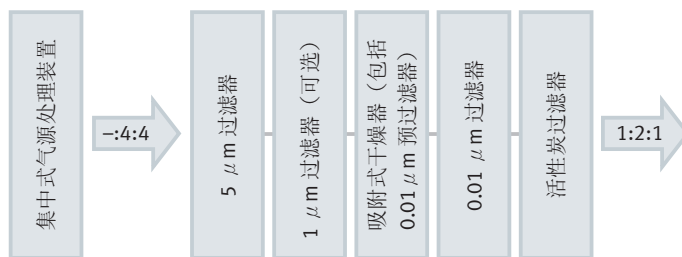 集中式气源处理装置
–:4:4
5 μm 过滤器
1 μm 过滤器（可选）
吸附式干燥器（包括
0.01 μm 预过滤器）
0.01 μm 过滤器
活性炭过滤器
1:2:1